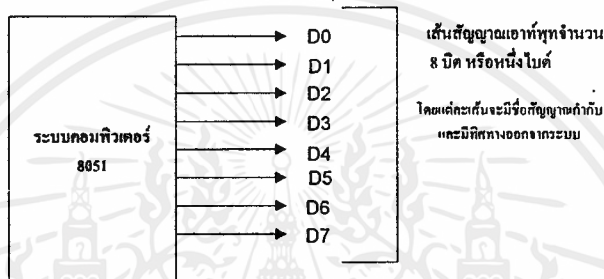 ระบบคอมพิวเตอร์
8051
D0
D1
D2
D3
D4
D5
D6
D7
เส้นสัญญาณเอาท์พุทจำนวน
8 บิต หรือหนึ่งไบต์
โดยแต่ละเส้นจะมีชื่อสัญญาณกำกับ
และมีทิศทางออกจากระบบ